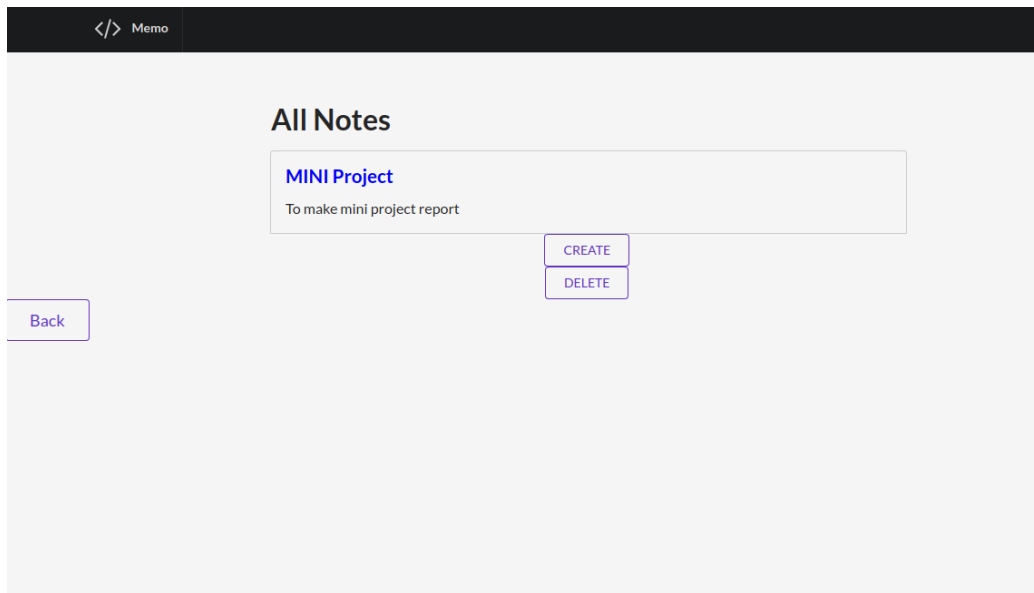 Memo
All Notes
MINI Project
To make mini project report
CREATE
DELETE
Back